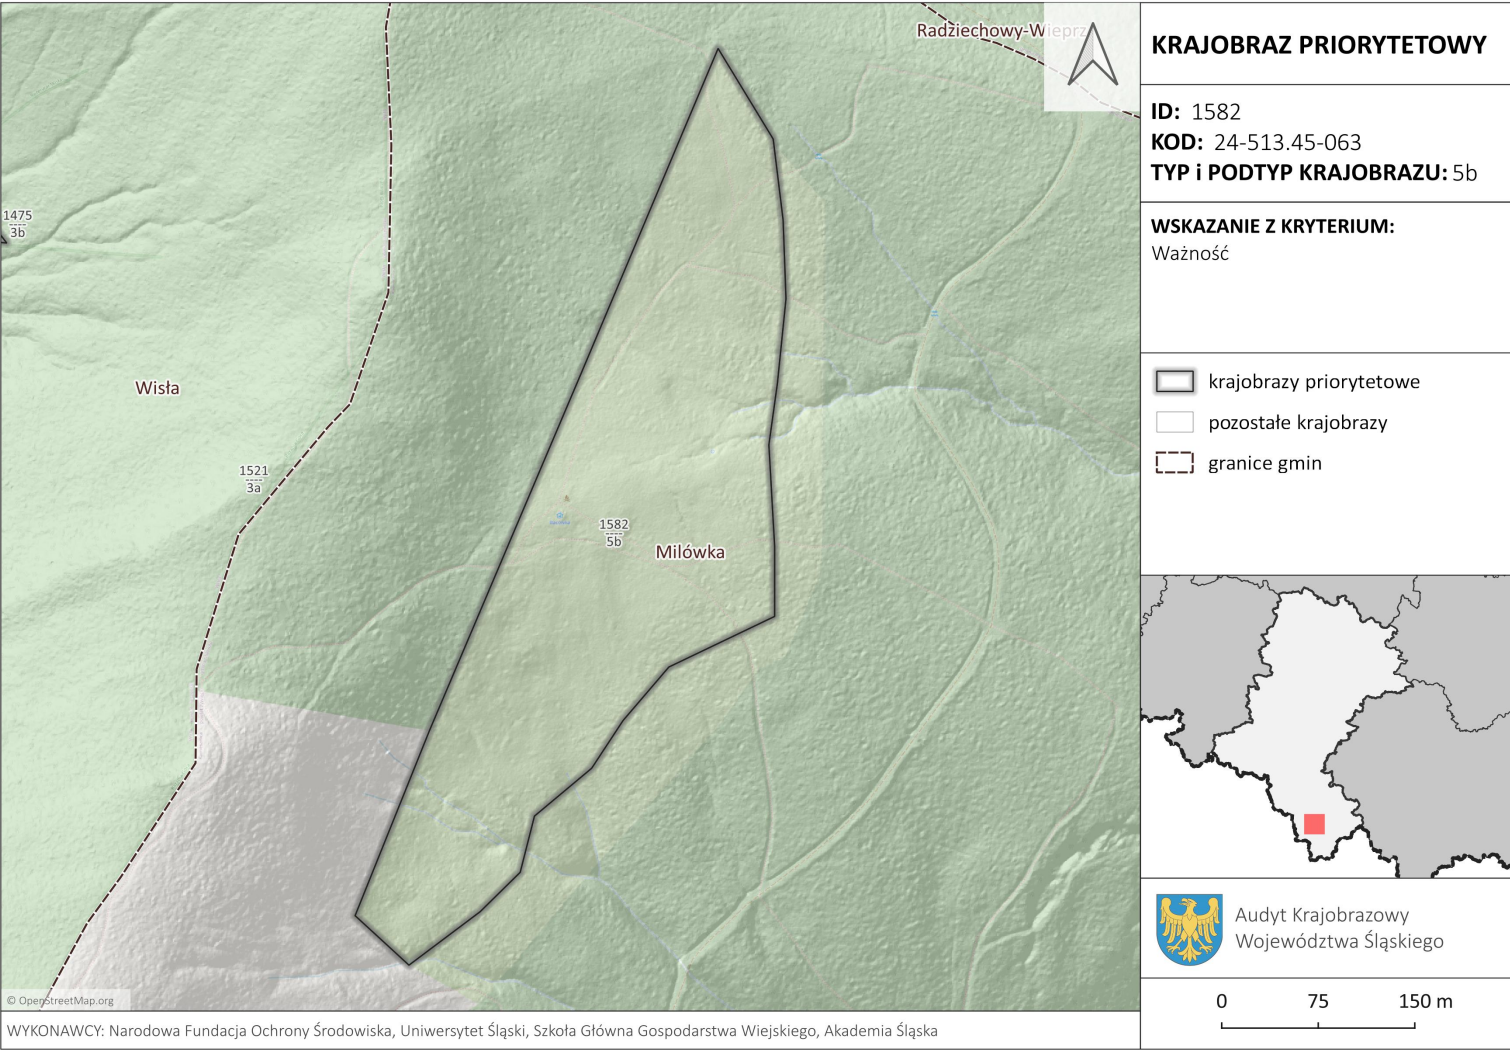 Radziechowy-Wieprz
1475
3b
Wisła
1521
3a
1582
5b
Milówka
© OpenStreetMap.org
WYKONAWCY: Narodowa Fundacja Ochrony Środowiska, Uniwersytet Śląski, Szkoła Główna Gospodarstwa Wiejskiego, Akademia Śląska
KRAJOBRAZ PRIORYTETOWY
ID: 1582
KOD: 24-513.45-063
TYP i PODTYP KRAJOBRAZU: 5b
WSKAZANIE Z KRYTERIUM:
Ważność
krajobrazy priorytetowe
pozostałe krajobrazy
granice gmin
Audyt Krajobrazowy
Województwa Śląskiego
0 75 150 m